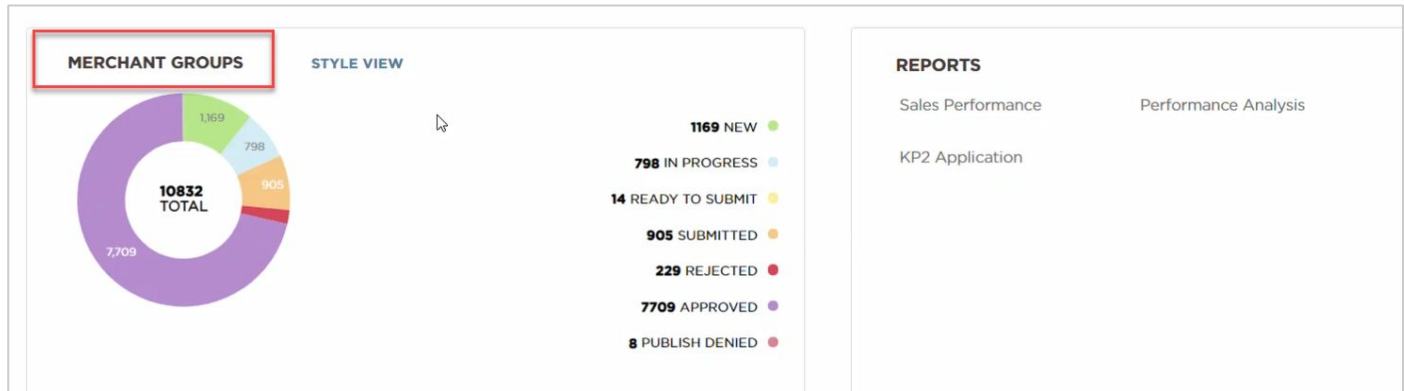 MERCHANT GROUPS
STYLE VIEW
1,169
798
905
10832
TOTAL
7,709
1169 NEW
798 IN PROGRESS
14 READY TO SUBMIT
905 SUBMITTED
229 REJECTED
7709 APPROVED
8 PUBLISH DENIED
REPORTS
Sales Performance
Performance Analysis
KP2 Application